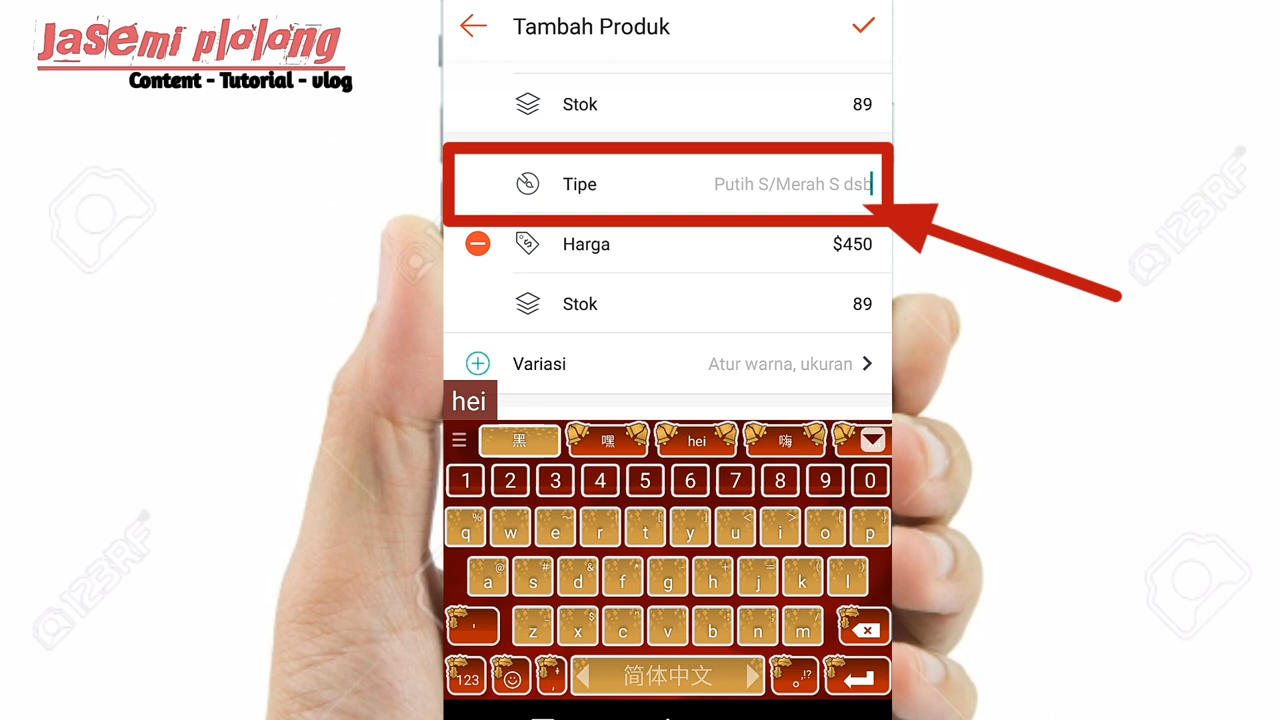 Jasemi plolong
Content - Tutorial - vlog
Tambah Produk
Stok 89
Tipe Putih S/Merah S dsb
Harga $450
Stok 89
Variasi Atur warna, ukuran
hei
黑 嘿 hei 嗨
1 2 3 4 5 6 7 8 9 0
q w e r t y u i o p
a s d f g h j k l
' z x c v b n m
123 , 简体中文 。,!?
123RF
123RF
123RF